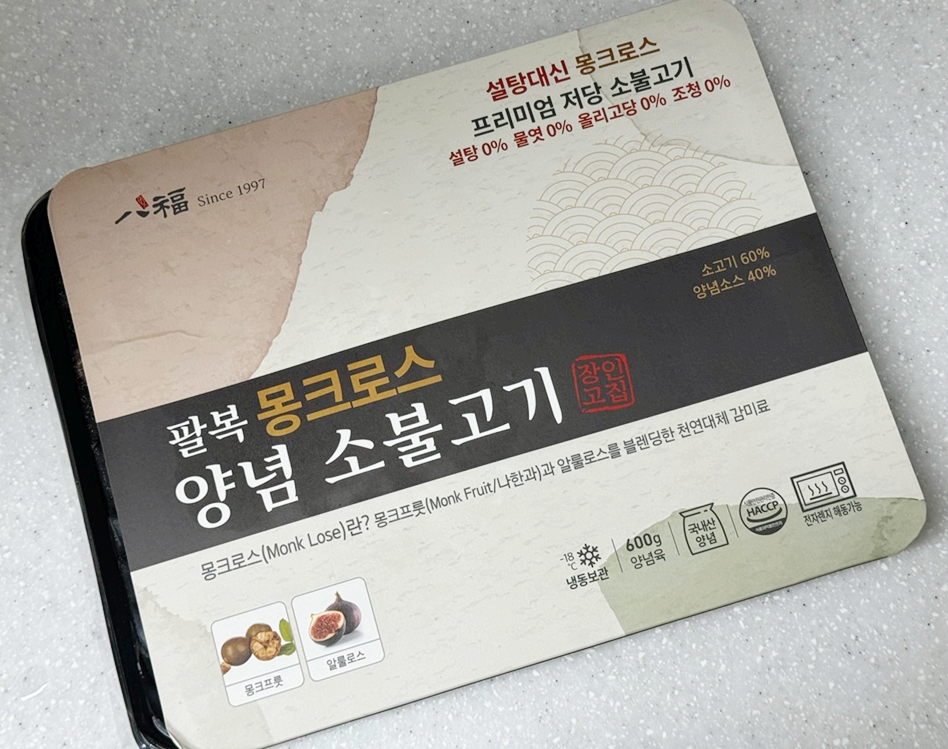 설탕대신 몽크로스
프리미엄 저당 소불고기
설탕 0% 물엿 0% 올리고당 0% 조청 0%
八福 Since 1997
소고기 60%
양념소스 40%
팔복 몽크로스
양념 소불고기
장인
고집
몽크로스(Monk Lose)란? 몽크프룻(Monk Fruit/나한과)과 알룰로스를 블렌딩한 천연대체 감미료
-18℃
냉동보관
600g
양념육
국내산
양념
HACCP
전자렌지 해동가능
몽크프룻
알룰로스